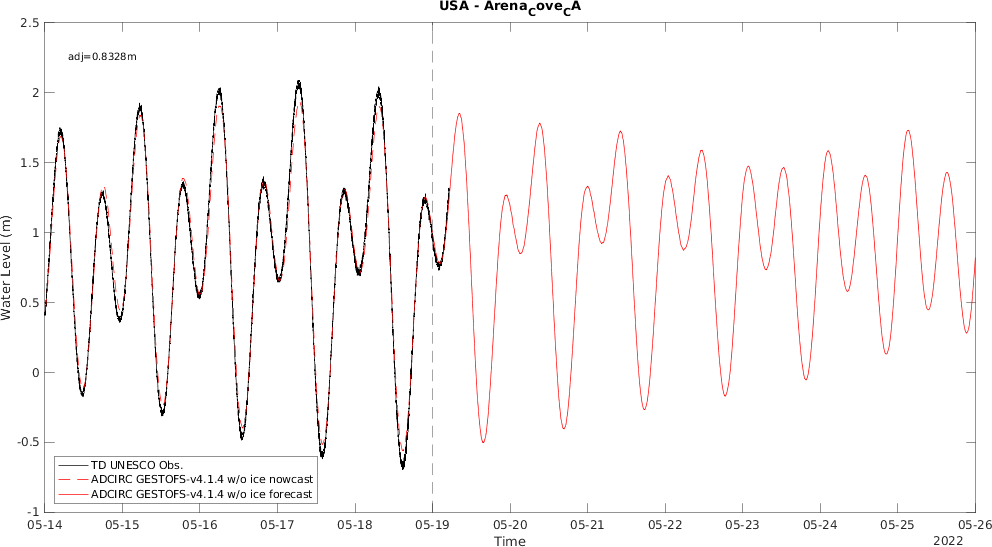 USA - Arena_Cove_CA
adj=0.8328m
Water Level (m)
2.5
2
1.5
1
0.5
0
-0.5
-1
TD UNESCO Obs.
ADCIRC GESTOFS-v4.1.4 w/o ice nowcast
ADCIRC GESTOFS-v4.1.4 w/o ice forecast
05-14 05-15 05-16 05-17 05-18 05-19 05-20 05-21 05-22 05-23 05-24 05-25 05-26
Time
2022